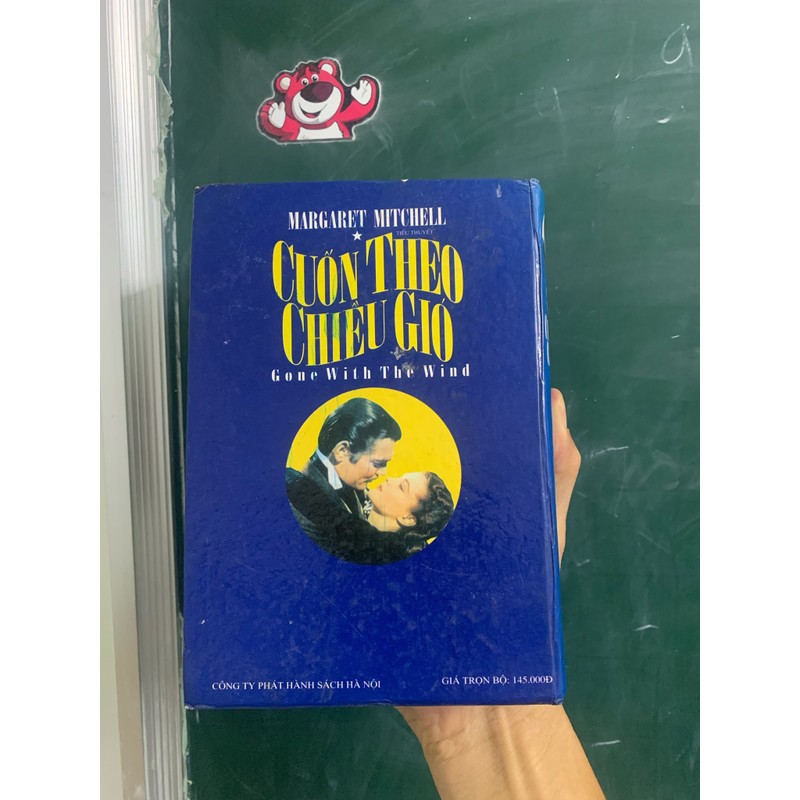 MARGARET MITCHELL
TIỂU THUYẾT
CUỐN THEO
CHIỀU GIÓ
Gone With The Wind
CÔNG TY PHÁT HÀNH SÁCH HÀ NỘI
GIÁ TRỌN BỘ: 145.000Đ